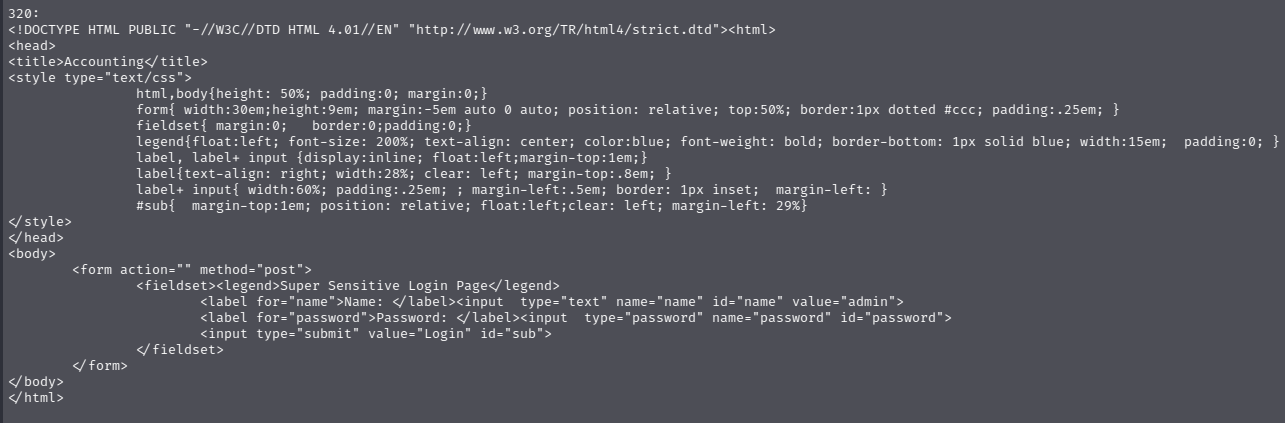 320:
<!DOCTYPE HTML PUBLIC "-//W3C//DTD HTML 4.01//EN" "http://www.w3.org/TR/html4/strict.dtd"><html>
<head>
<title>Accounting</title>
<style type="text/css">
html,body{height: 50%; padding:0; margin:0;}
form{ width:30em;height:9em; margin:-5em auto 0 auto; position: relative; top:50%; border:1px dotted #ccc; padding:.25em; }
fieldset{ margin:0;   border:0;padding:0;}
legend{float:left; font-size: 200%; text-align: center; color:blue; font-weight: bold; border-bottom: 1px solid blue; width:15em;  padding:0; }
label, label+ input {display:inline; float:left;margin-top:1em;}
label{text-align: right; width:28%; clear: left; margin-top:.8em; }
label+ input{ width:60%; padding:.25em; ; margin-left:.5em; border: 1px inset;  margin-left: }
#sub{  margin-top:1em; position: relative; float:left;clear: left; margin-left: 29%}
</style>
</head>
<body>
<form action="" method="post">
<fieldset><legend>Super Sensitive Login Page</legend>
<label for="name">Name: </label><input  type="text" name="name" id="name" value="admin">
<label for="password">Password: </label><input  type="password" name="password" id="password">
<input type="submit" value="Login" id="sub">
</fieldset>
</form>
</body>
</html>